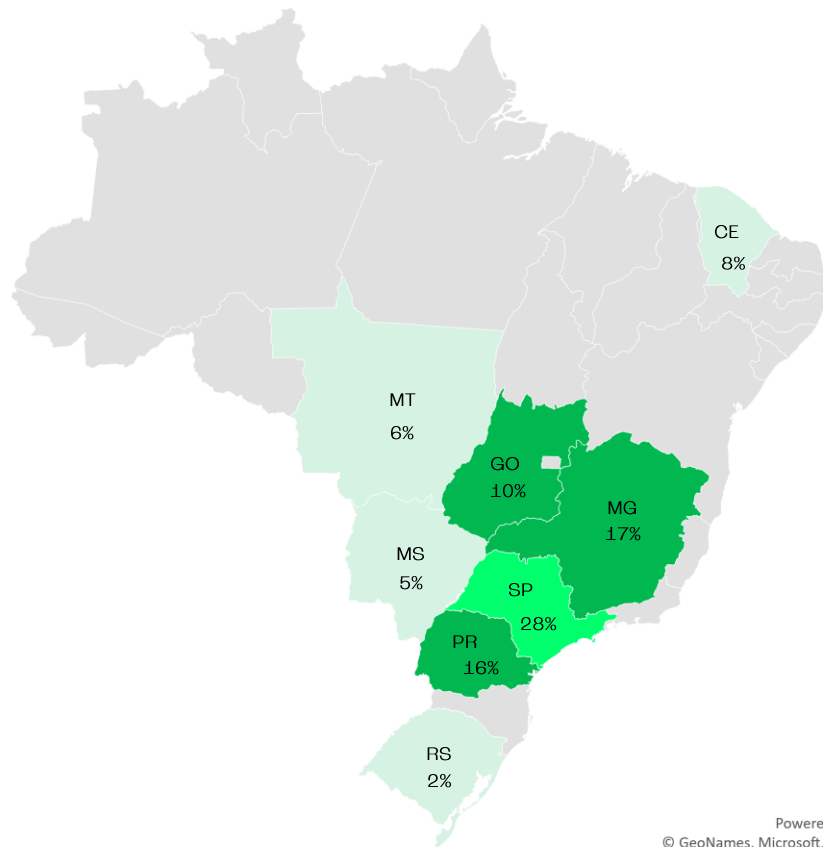 CE
8%
MT
6%
GO
10%
MG
17%
MS
5%
SP
28%
PR
16%
RS
2%
Powere
© GeoNames, Microsoft,